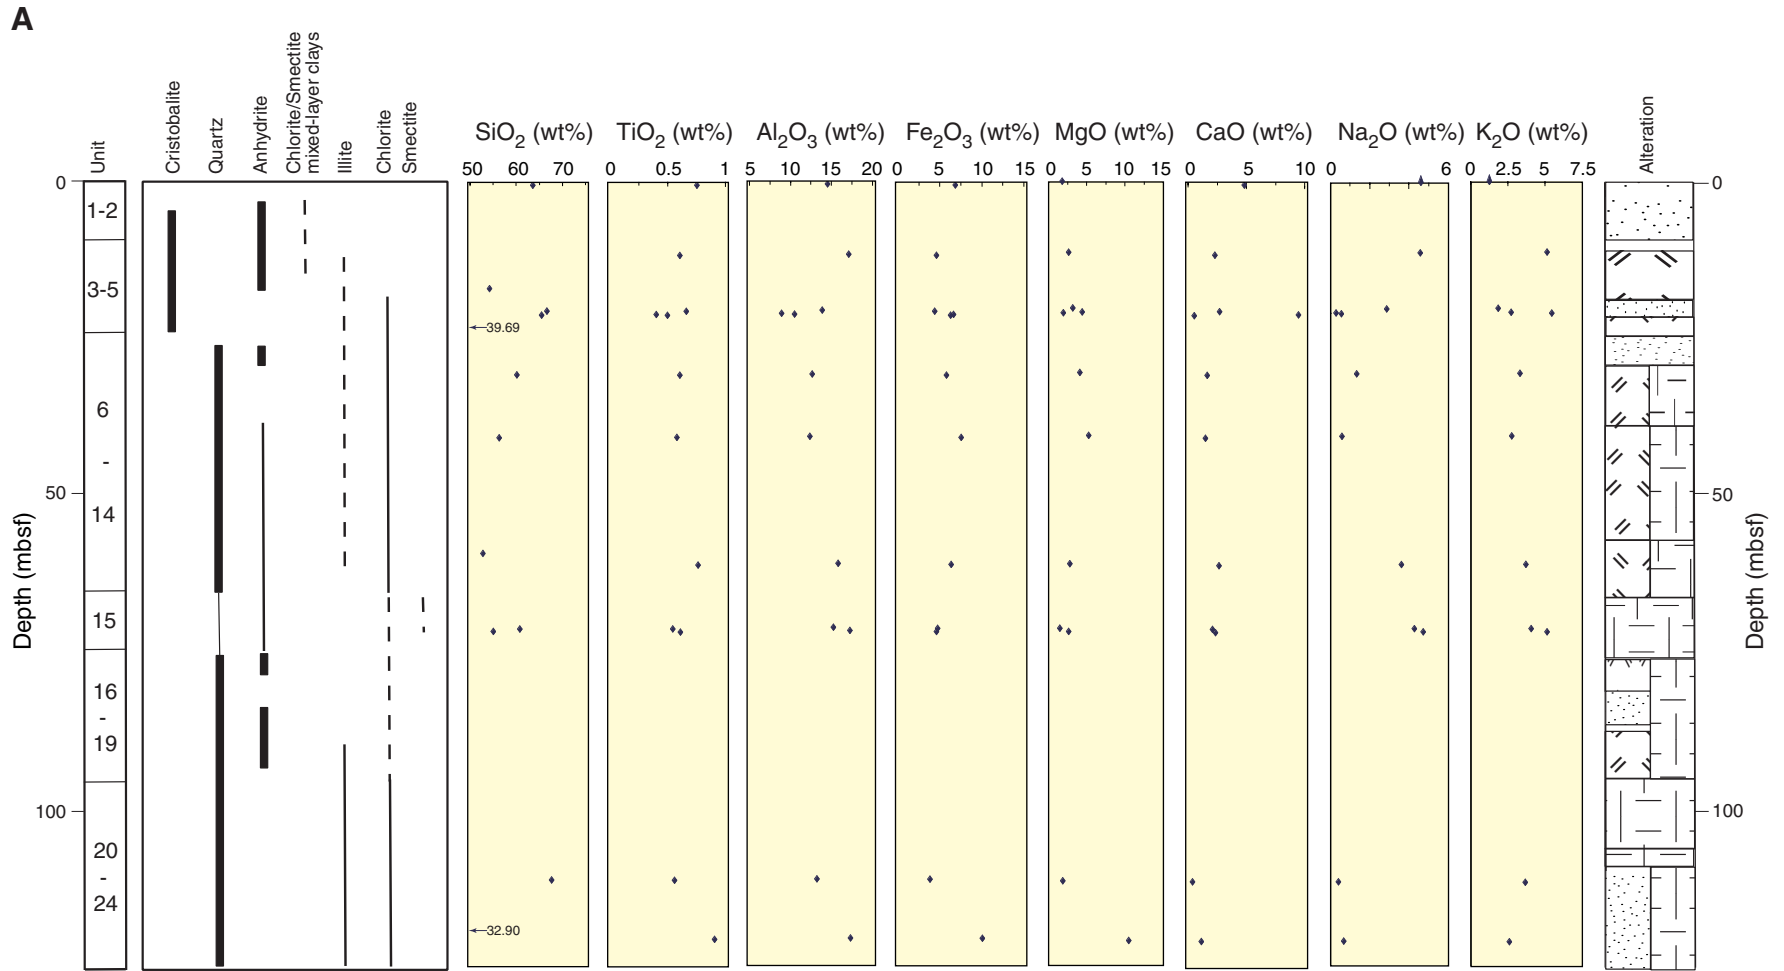 A
Unit
Cristobalite
Quartz
Anhydrite
Chlorite/Smectite
mixed-layer clays
Illite
Chlorite
Smectite
SiO₂ (wt%)
TiO₂ (wt%)
Al₂O₃ (wt%)
Fe₂O₃ (wt%)
MgO (wt%)
CaO (wt%)
Na₂O (wt%)
K₂O (wt%)
Alteration
50 60 70
0 0.5 1
5 10 15 20
0 5 10 15
0 5 10 15
0 5 10
0 6
0 2.5 5 7.5
Depth (mbsf)
0
50
100
1-2
3-5
6
-
14
15
16
-
19
20
-
24
39.69
32.90
0
50
100
Depth (mbsf)